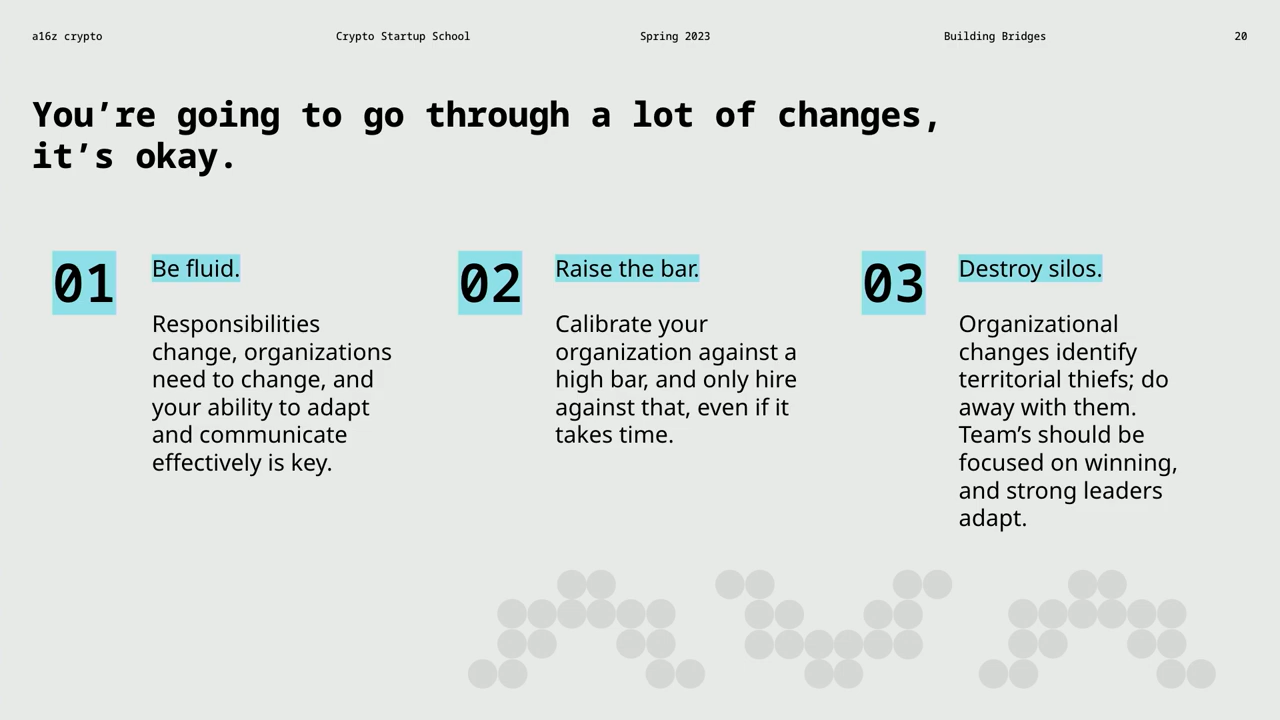 a16z crypto
Crypto Startup School
Spring 2023
Building Bridges
20
You’re going to go through a lot of changes,
it’s okay.
01
Be fluid.
Responsibilities
change, organizations
need to change, and
your ability to adapt
and communicate
effectively is key.
02
Raise the bar.
Calibrate your
organization against a
high bar, and only hire
against that, even if it
takes time.
03
Destroy silos.
Organizational
changes identify
territorial thiefs; do
away with them.
Team’s should be
focused on winning,
and strong leaders
adapt.